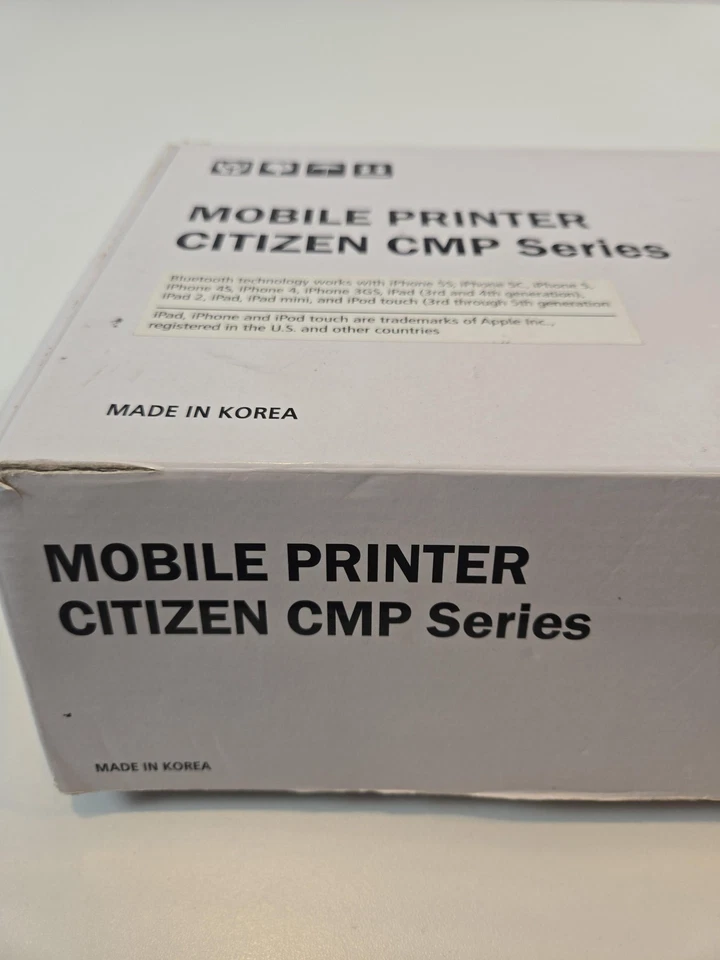 MOBILE PRINTER
CITIZEN CMP Series
Bluetooth technology works with iPhone 5S, iPhone 5C, iPhone 5,
iPhone 4S, iPhone 4, iPhone 3GS, iPad (3rd and 4th generation),
iPad 2, iPad, iPad mini, and iPod touch (3rd through 5th generation
iPad, iPhone and iPod touch are trademarks of Apple Inc.,
registered in the U.S. and other countries
MADE IN KOREA
MOBILE PRINTER
CITIZEN CMP Series
MADE IN KOREA